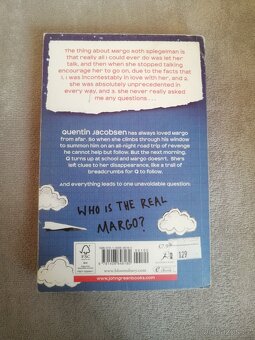 The thing about Margo Roth Spiegelman is
that really all I could ever do was let her
talk, and then when she stopped talking
encourage her to go on, due to the facts that
1. I was incontestably in love with her, and 2.
she was absolutely unprecedented in
every way, and 3. she never really asked
me any questions . . .
Quentin Jacobsen has always loved Margo
from afar. So when she climbs through his window
to summon him on an all-night road trip of revenge
he cannot help but follow. But the next morning,
Q turns up at school and Margo doesn't. She's
left clues to her disappearance, like a trail of
breadcrumbs for Q to follow.
And everything leads to one unavoidable question:
WHO IS THE REAL
MARGO?
FSC
129
www.bloomsbury.com
www.johngreenbooks.com